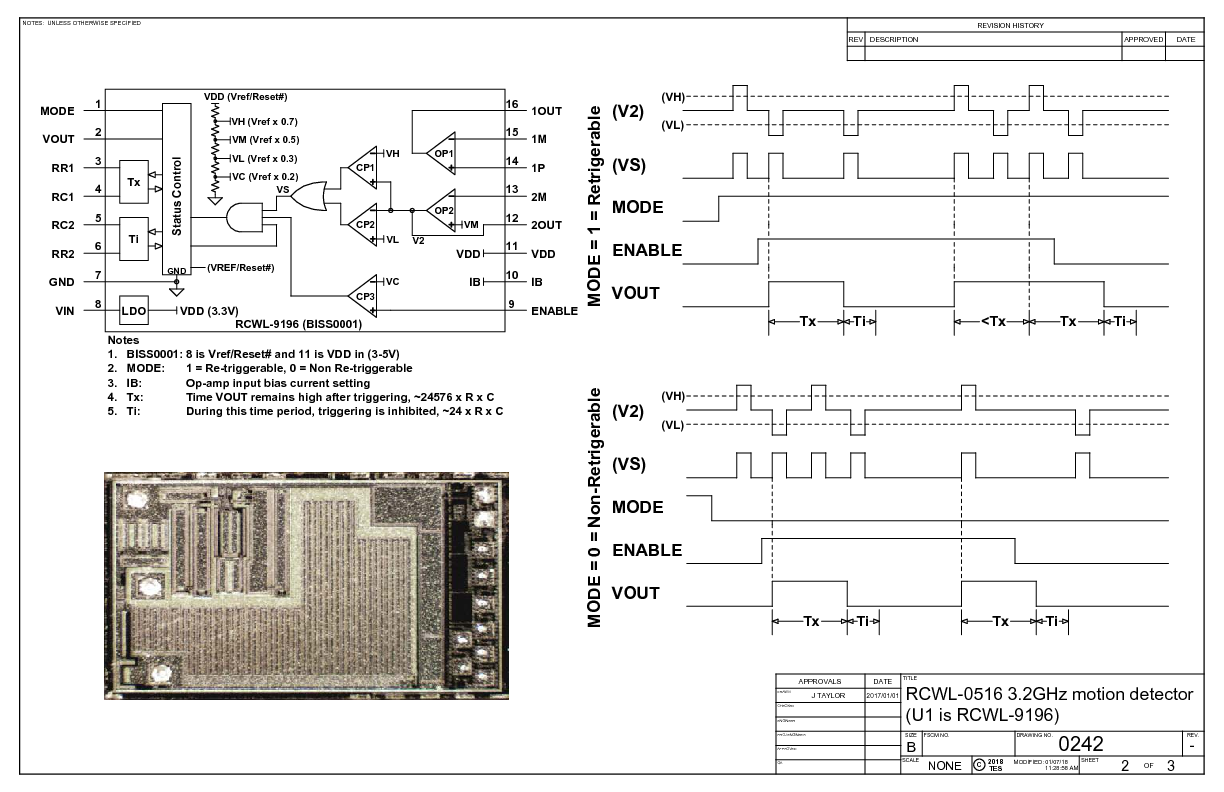 NOTES: UNLESS OTHERWISE SPECIFIED
REVISION HISTORY
REV DESCRIPTION APPROVED DATE
VDD (Vref/Reset#)
VH (Vref x 0.7)
VM (Vref x 0.5)
VL (Vref x 0.3)
VC (Vref x 0.2)
MODE 1
VOUT 2
RR1 3
RC1 4
RC2 5
RR2 6
GND 7
VIN 8
Tx
Ti
Status Control
GND
(VREF/Reset#)
LDO
VDD (3.3V)
VS
CP1
VH
CP2
VL
V2
CP3
VC
OP1
OP2
VM
VDD
IB
16 1OUT
15 1M
14 1P
13 2M
12 2OUT
11 VDD
10 IB
9 ENABLE
RCWL-9196 (BISS0001)
Notes
1. BISS0001: 8 is Vref/Reset# and 11 is VDD in (3-5V)
2. MODE: 1 = Re-triggerable, 0 = Non Re-triggerable
3. IB: Op-amp input bias current setting
4. Tx: Time VOUT remains high after triggering, ~24576 x R x C
5. Ti: During this time period, triggering is inhibited, ~24 x R x C
MODE = 1 = Retrigerable
(V2)
(VH)
(VL)
(VS)
MODE
ENABLE
VOUT
Tx Ti <Tx Tx Ti
MODE = 0 = Non-Retrigerable
(V2)
(VH)
(VL)
(VS)
MODE
ENABLE
VOUT
Tx Ti Tx Ti
APPROVALS DATE
J TAYLOR 2017/01/01
TITLE
RCWL-0516 3.2GHz motion detector
(U1 is RCWL-9196)
SIZE
B
FSCM NO.
DRAWING NO.
0242
REV.
-
SCALE
NONE
© 2018
TES
MODIFIED: 01/07/18
11:28:56 AM
SHEET
2 OF 3